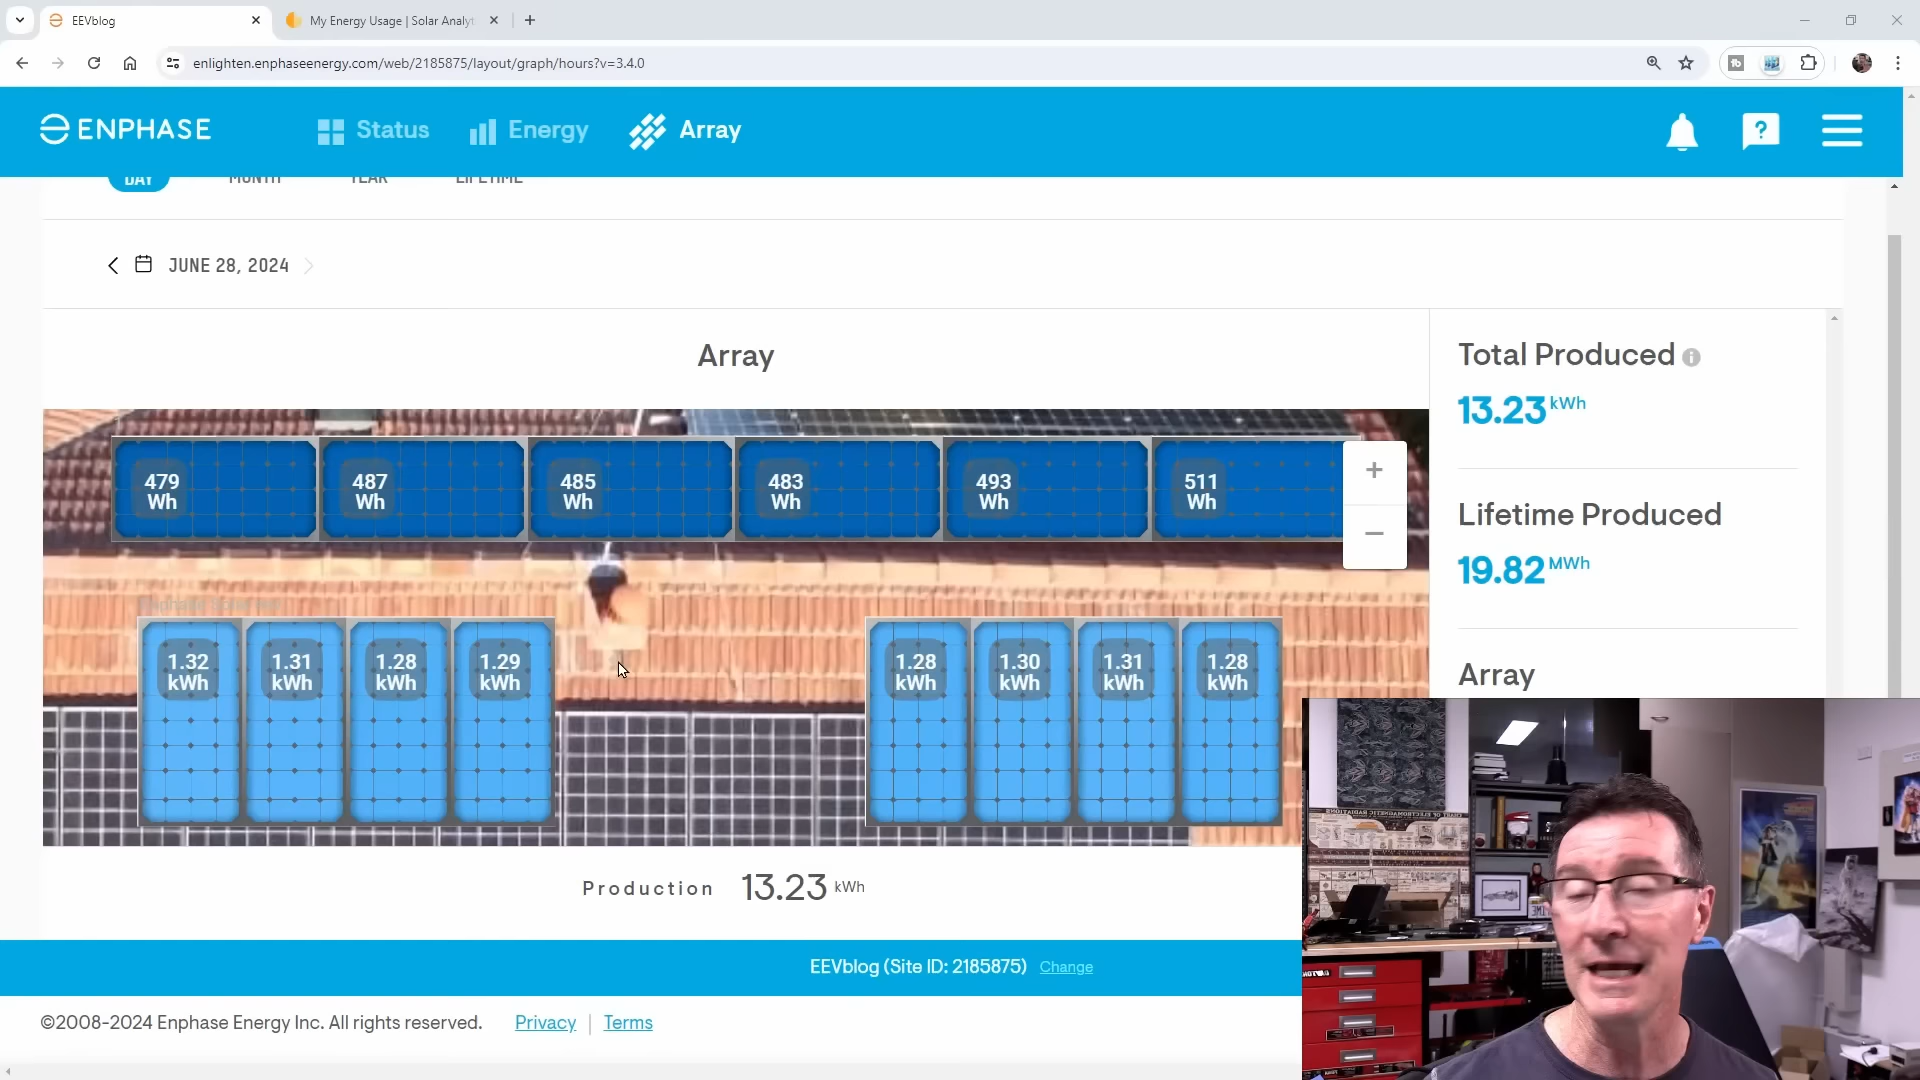 EEVblog
My Energy Usage | Solar Analyt
enlighten.enphaseenergy.com/web/2185875/layout/graph/hours?v=3.4.0
ENPHASE
Status
Energy
Array
?
DAY
MONTH
YEAR
LIFETIME
JUNE 28, 2024
Array
479
Wh
487
Wh
485
Wh
483
Wh
493
Wh
511
Wh
+
−
1.32
kWh
1.31
kWh
1.28
kWh
1.29
kWh
1.28
kWh
1.30
kWh
1.31
kWh
1.28
kWh
Production 13.23 kWh
Total Produced i
13.23 kWh
Lifetime Produced
19.82 MWh
Array
EEVblog (Site ID: 2185875) Change
©2008-2024 Enphase Energy Inc. All rights reserved. Privacy | Terms